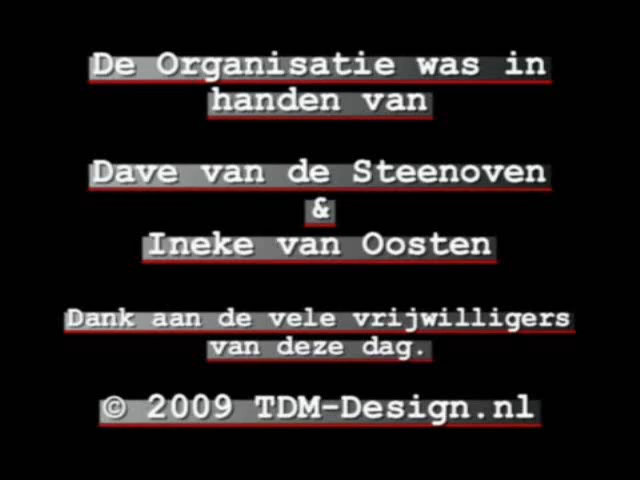 De Organisatie was in
handen van
Dave van de Steenoven
&
Ineke van Oosten
Dank aan de vele vrijwilligers
van deze dag.
© 2009 TDM-Design.nl